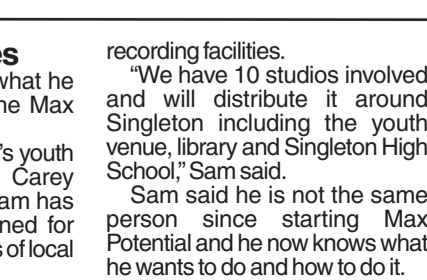 es
what he
ne Max
's youth
Carey
am has
ned for
s of local
recording facilities.
"We have 10 studios involved
and will distribute it around
Singleton including the youth
venue, library and Singleton High
School," Sam said.
Sam said he is not the same
person since starting Max
Potential and he now knows what
he wants to do and how to do it.